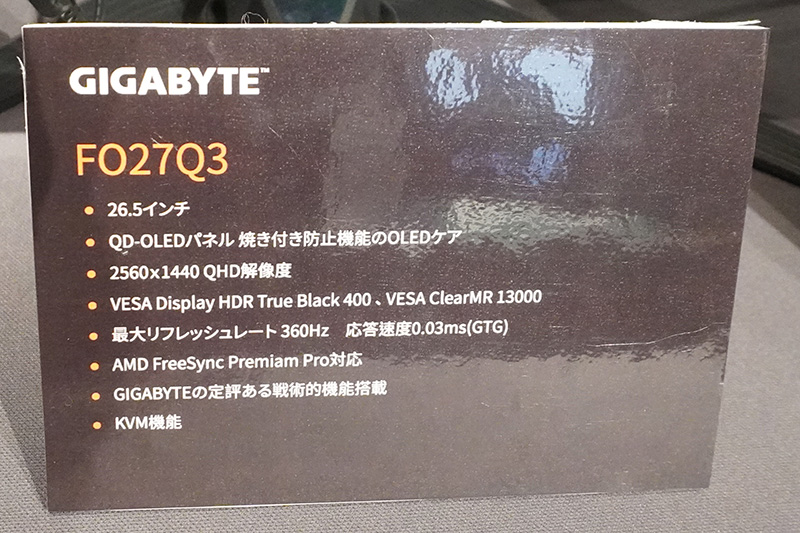 GIGABYTE™
FO27Q3
• 26.5インチ
• QD-OLEDパネル 焼き付き防止機能のOLEDケア
• 2560x1440 QHD解像度
• VESA Display HDR True Black 400、VESA ClearMR 13000
• 最大リフレッシュレート 360Hz　応答速度0.03ms(GTG)
• AMD FreeSync Premiam Pro対応
• GIGABYTEの定評ある戦術的機能搭載
• KVM機能